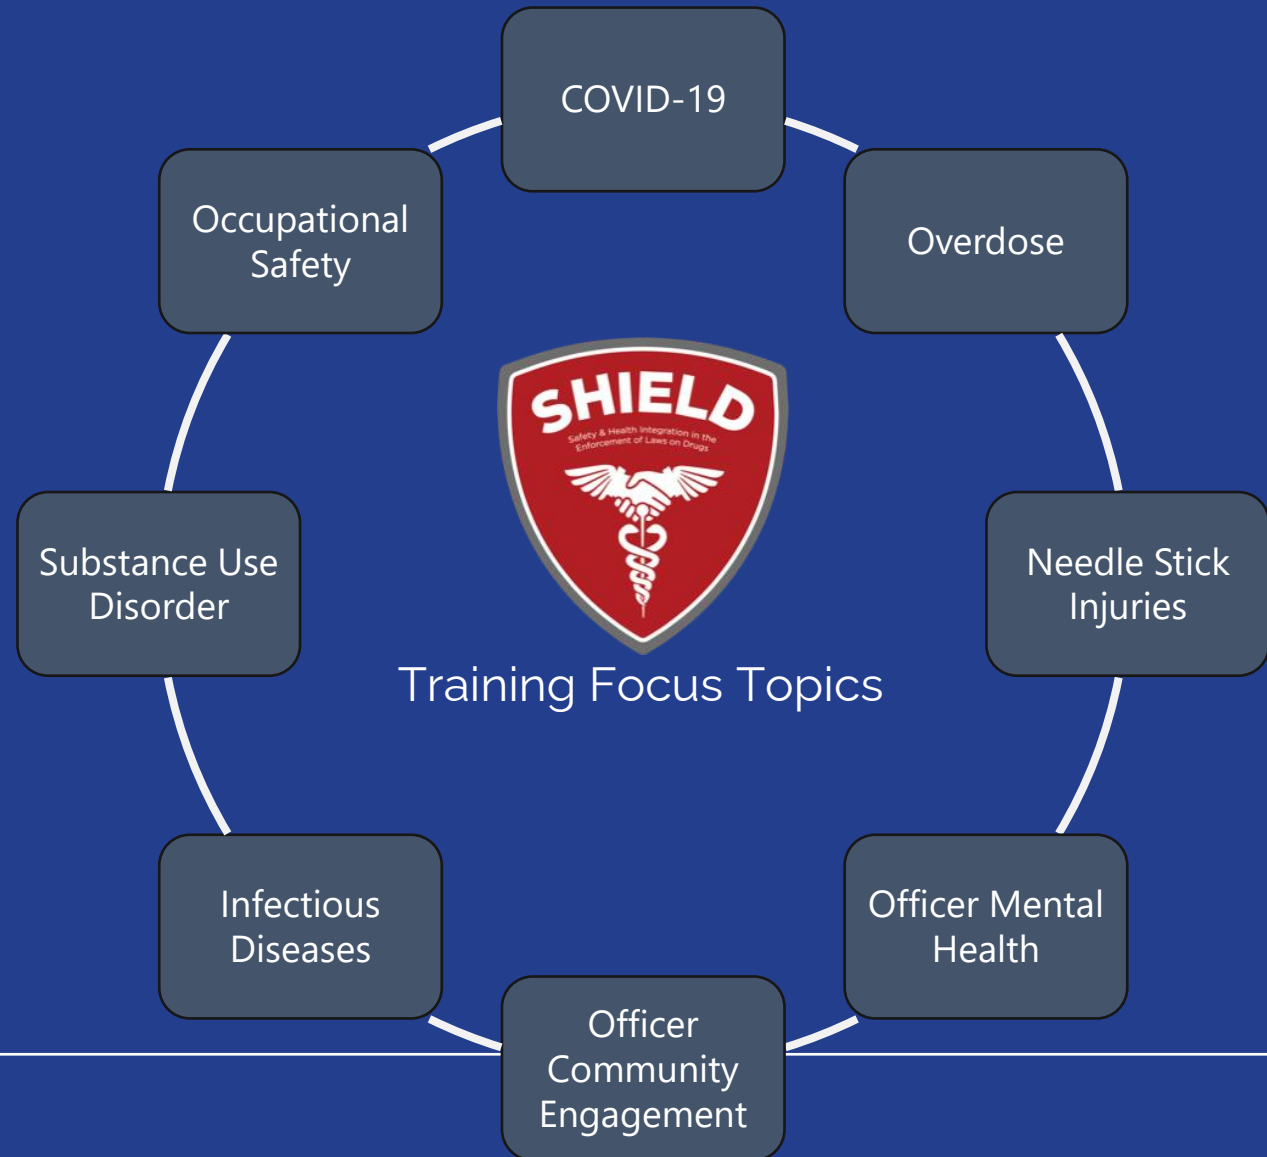 COVID-19
Overdose
Needle Stick
Injuries
Officer Mental
Health
Officer
Community
Engagement
Infectious
Diseases
Substance Use
Disorder
Occupational
Safety
SHIELD
Safety & Health Integration in the
Enforcement of Laws on Drugs
Training Focus Topics